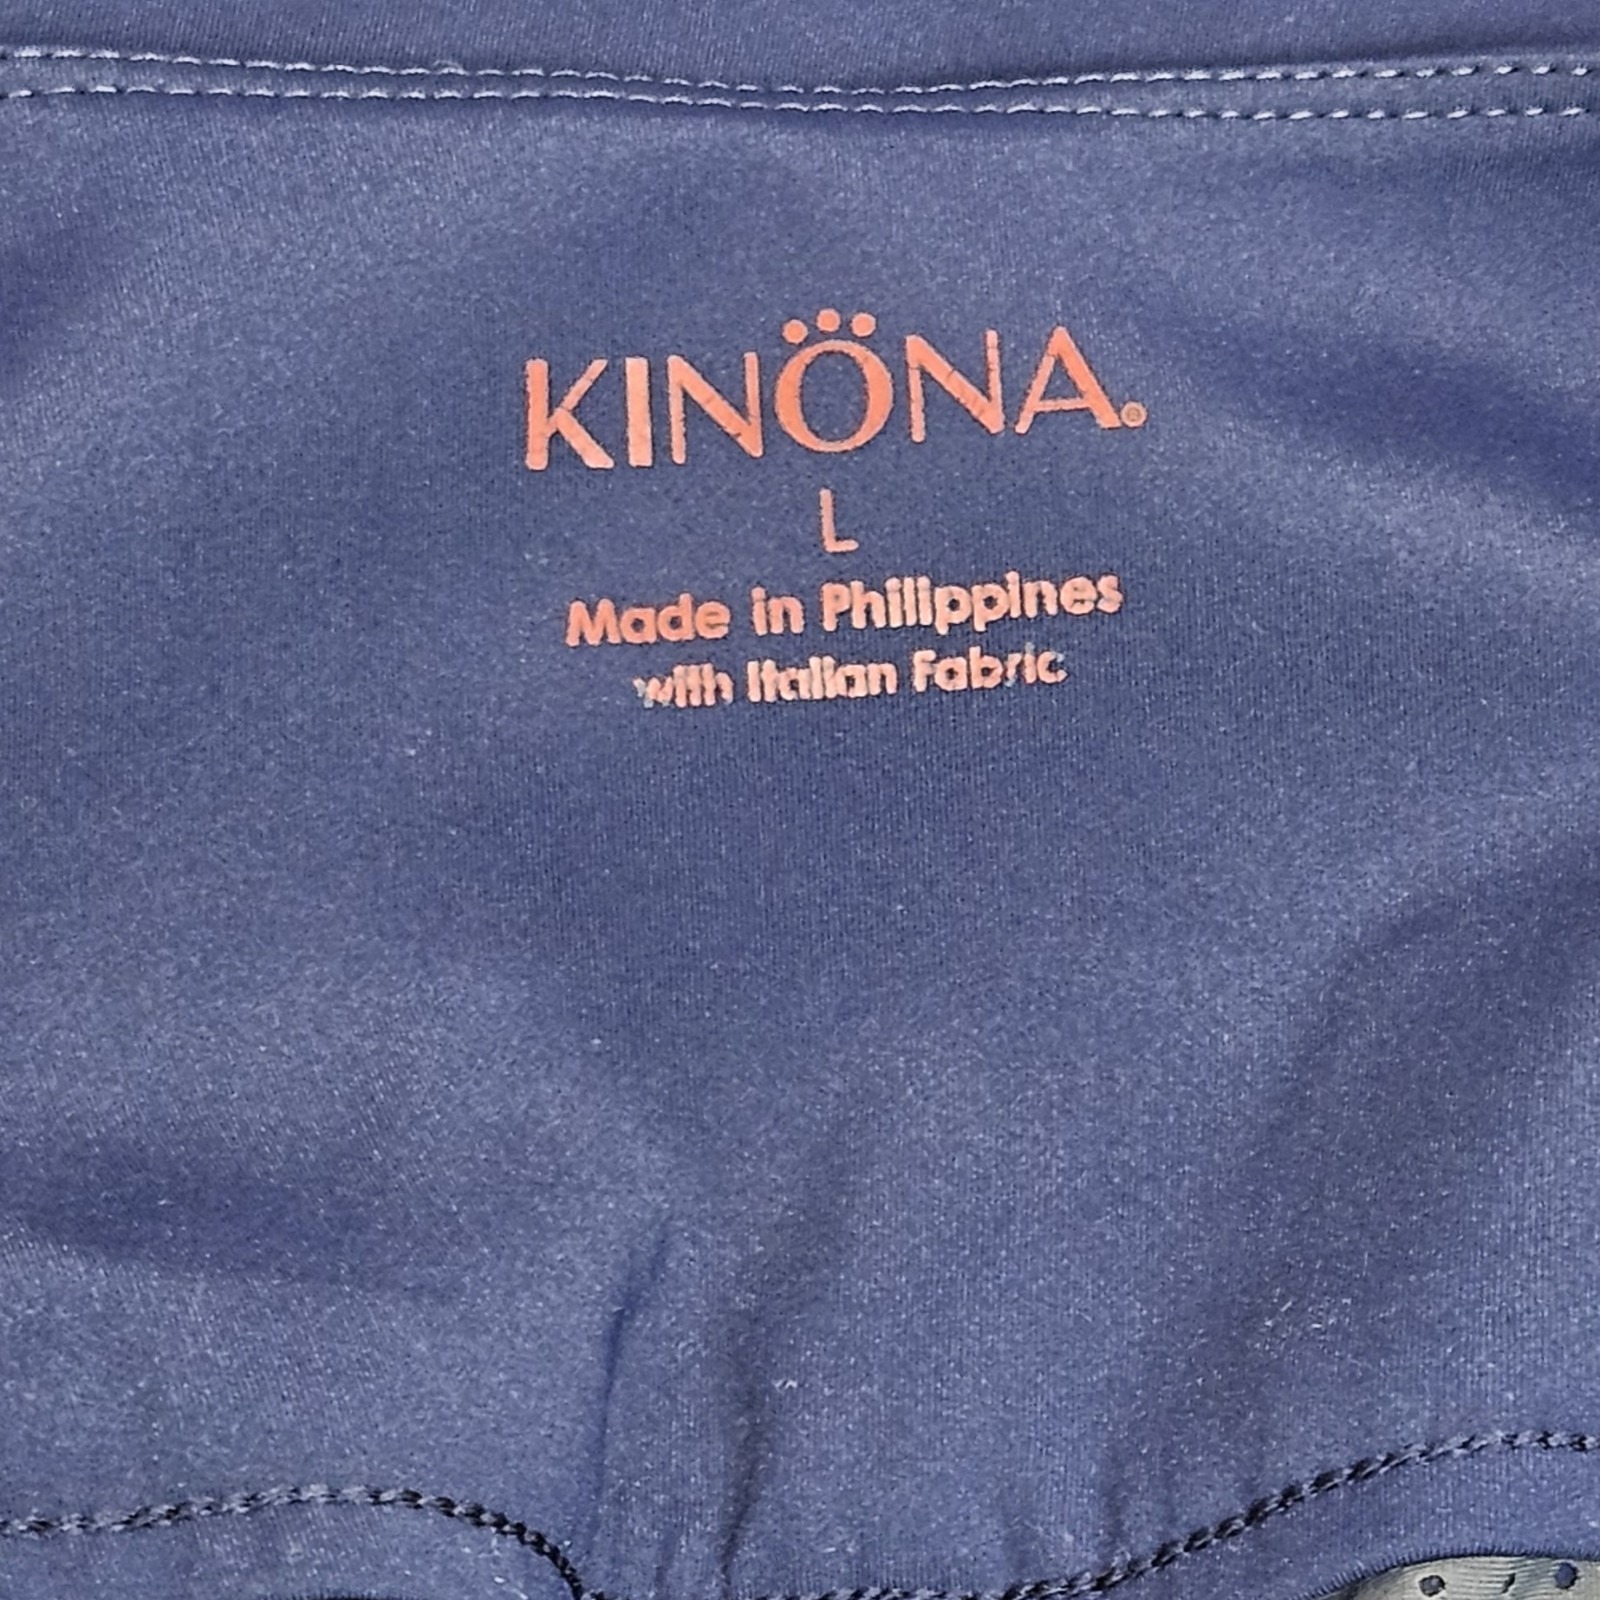 KINÖNA®
L
Made in Philippines
with Italian Fabric